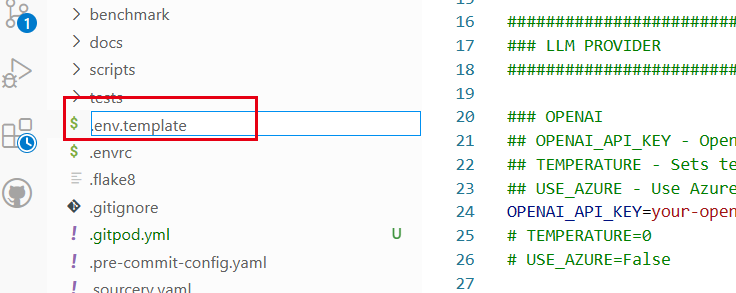 1
benchmark
docs
scripts
tests
.env.template
.envrc
.flake8
.gitignore
.gitpod.yml U
.pre-commit-config.yaml
.sourcery.yaml
16 ###########################
17 ### LLM PROVIDER
18 ###########################
19
20 ### OPENAI
21 ## OPENAI_API_KEY - Open
22 ## TEMPERATURE - Sets te
23 ## USE_AZURE - Use Azure
24 OPENAI_API_KEY=your-open
25 # TEMPERATURE=0
26 # USE_AZURE=False
27